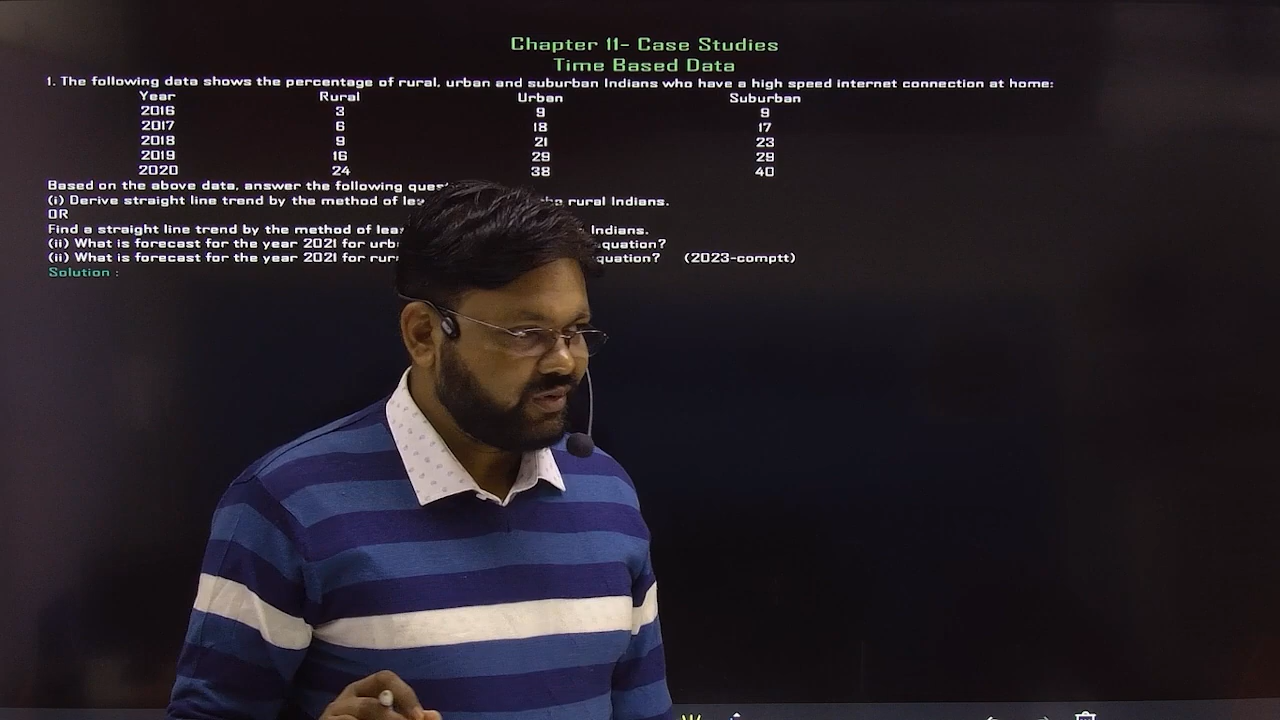 Chapter 11- Case Studies
Time Based Data
1. The following data shows the percentage of rural, urban and suburban Indians who have a high speed internet connection at home:
Year Rural Urban Suburban
2016 3 9 9
2017 6 18 17
2018 9 21 23
2019 16 29 29
2020 24 38 40
Based on the above data, answer the following
(i) Derive straight line trend by the method of rural Indians.
OR
Find a straight line trend by the method of Indians.
(ii) What is forecast for the year 2021 for
(ii) What is forecast for the year 2021 for (2023-comptt)
Solution :